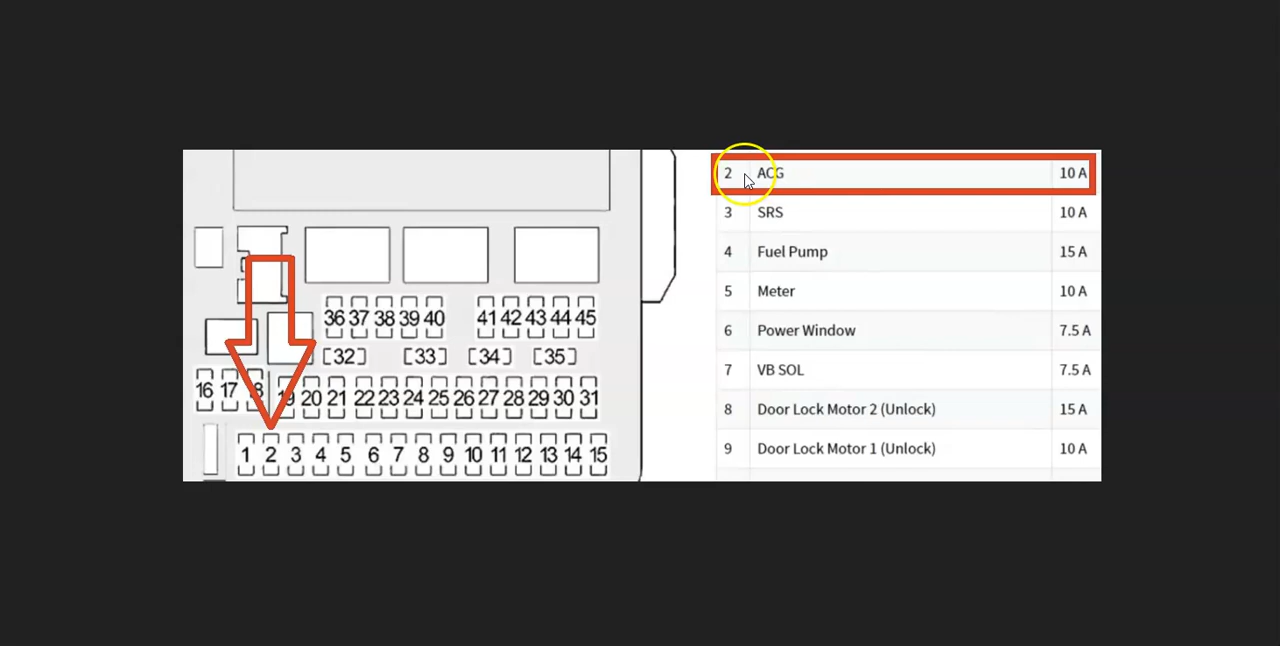 36 37 38 39 40 41 42 43 44 45
[32] [33] [34] [35]
16 17 18 19 20 21 22 23 24 25 26 27 28 29 30 31
1 2 3 4 5 6 7 8 9 10 11 12 13 14 15
2 ACG 10 A
3 SRS 10 A
4 Fuel Pump 15 A
5 Meter 10 A
6 Power Window 7.5 A
7 VB SOL 7.5 A
8 Door Lock Motor 2 (Unlock) 15 A
9 Door Lock Motor 1 (Unlock) 10 A